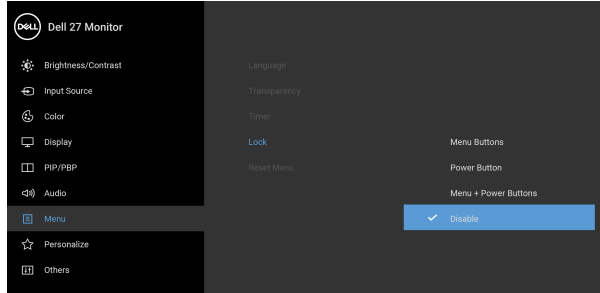 DELL Dell 27 Monitor
Brightness/Contrast
Input Source
Color
Display
PIP/PBP
Audio
Menu
Personalize
Others
Language
Transparency
Timer
Lock
Reset Menu
Menu Buttons
Power Button
Menu + Power Buttons
Disable